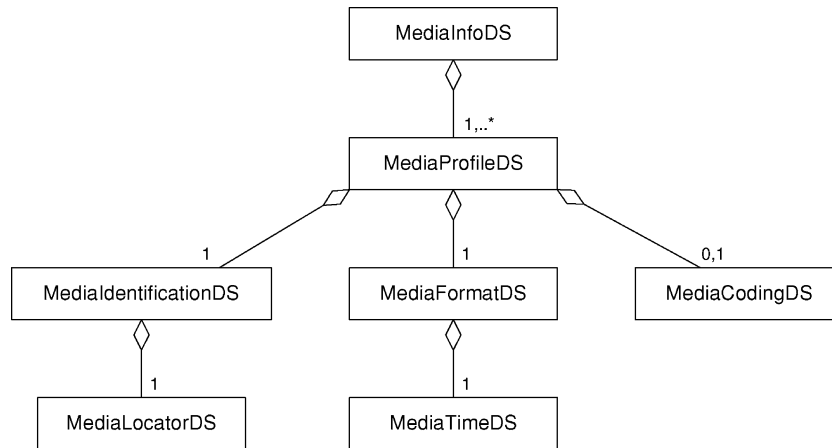 MediaInfoDS
1,..*
MediaProfileDS
1
1
0,1
MediaIdentificationDS
MediaFormatDS
MediaCodingDS
1
1
MediaLocatorDS
MediaTimeDS